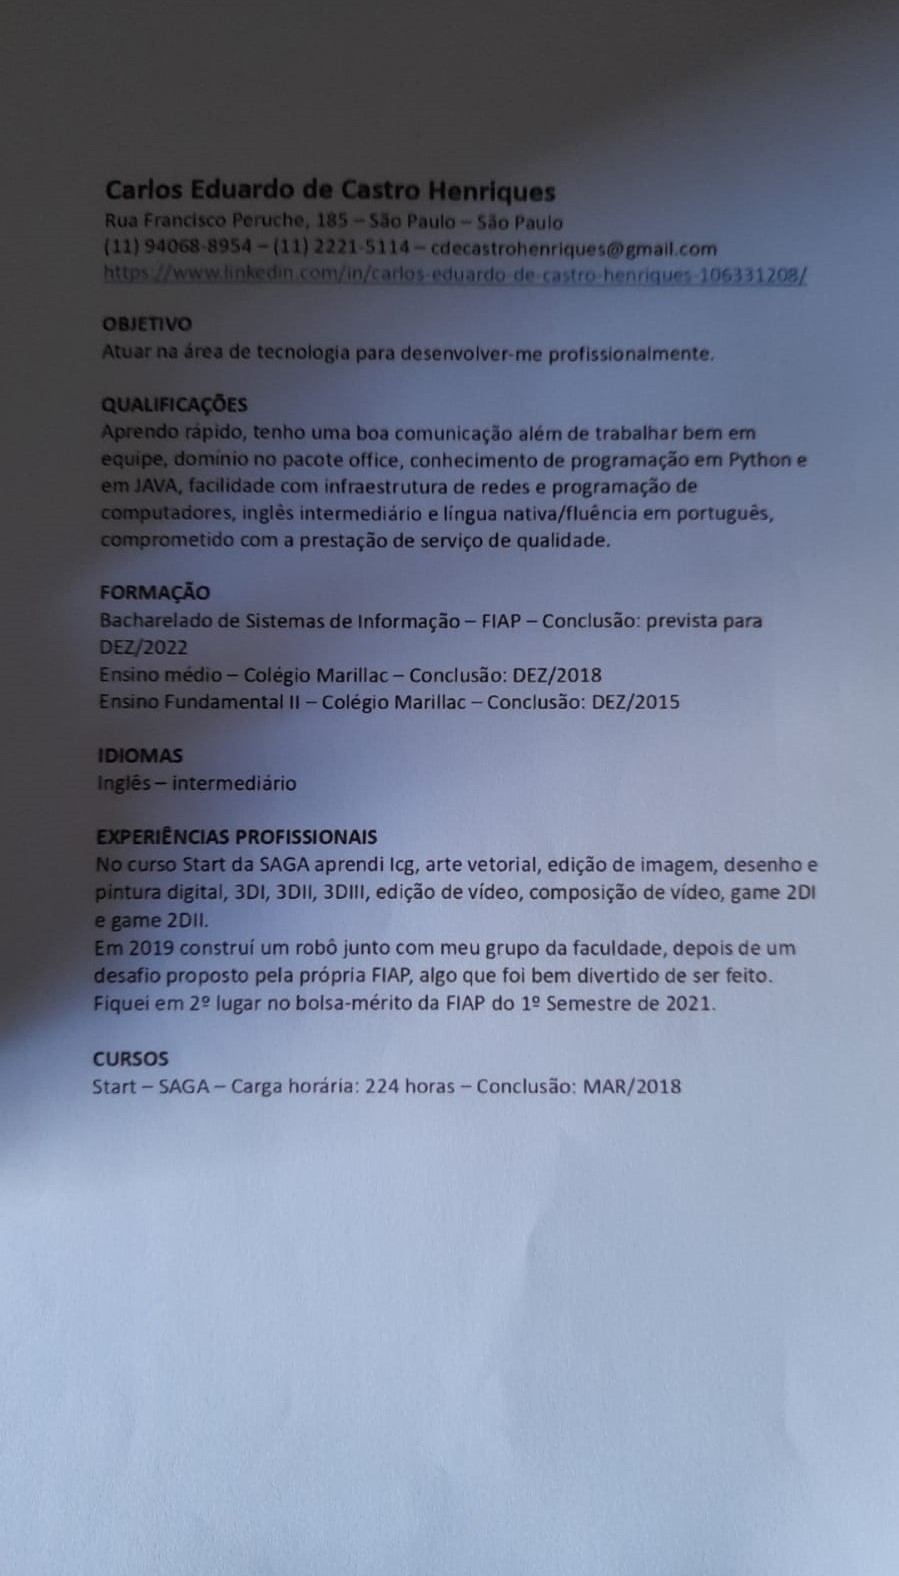 Carlos Eduardo de Castro Henriques
Rua Francisco Peruche, 185 – São Paulo – São Paulo
(11) 94068-8954 – (11) 2221-5114 – cdecastrohenriques@gmail.com
https://www.linkedin.com/in/carlos-eduardo-de-castro-henriques-106331208/
OBJETIVO
Atuar na área de tecnologia para desenvolver-me profissionalmente.
QUALIFICAÇÕES
Aprendo rápido, tenho uma boa comunicação além de trabalhar bem em
equipe, domínio no pacote office, conhecimento de programação em Python e
em JAVA, facilidade com infraestrutura de redes e programação de
computadores, inglês intermediário e língua nativa/fluência em português,
comprometido com a prestação de serviço de qualidade.
FORMAÇÃO
Bacharelado de Sistemas de Informação – FIAP – Conclusão: prevista para
DEZ/2022
Ensino médio – Colégio Marillac – Conclusão: DEZ/2018
Ensino Fundamental II – Colégio Marillac – Conclusão: DEZ/2015
IDIOMAS
Inglês – intermediário
EXPERIÊNCIAS PROFISSIONAIS
No curso Start da SAGA aprendi Icg, arte vetorial, edição de imagem, desenho e
pintura digital, 3DI, 3DII, 3DIII, edição de vídeo, composição de vídeo, game 2DI
e game 2DII.
Em 2019 construí um robô junto com meu grupo da faculdade, depois de um
desafio proposto pela própria FIAP, algo que foi bem divertido de ser feito.
Fiquei em 2º lugar no bolsa-mérito da FIAP do 1º Semestre de 2021.
CURSOS
Start – SAGA – Carga horária: 224 horas – Conclusão: MAR/2018